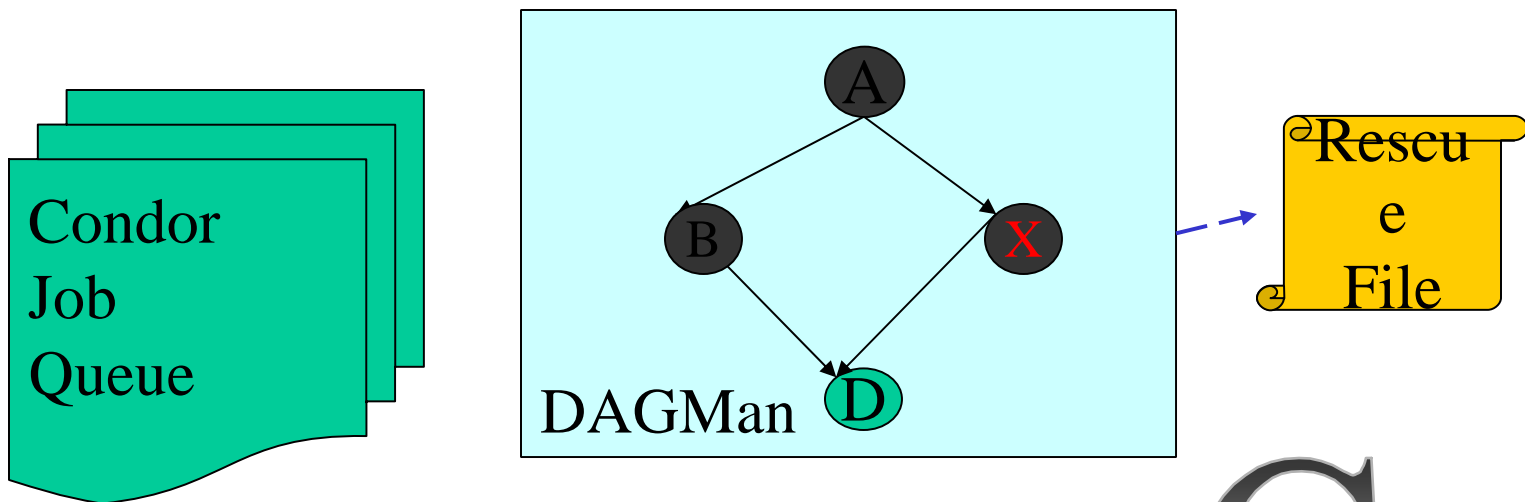 Condor
Job
Queue
A
B
X
D
DAGMan
Rescu
e
File